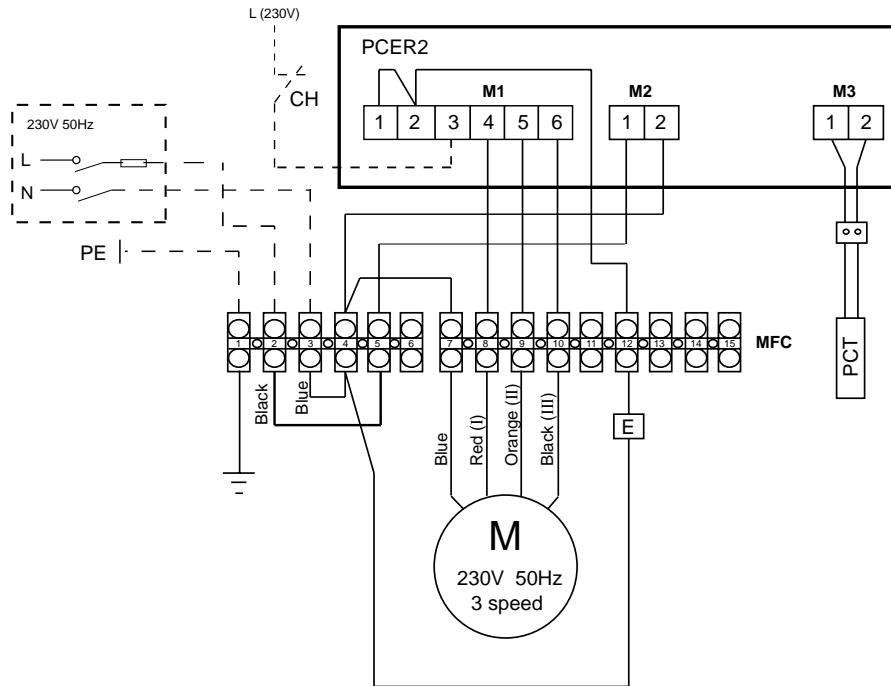 L (230V)
PCER2
CH
M1
M2
M3
1 2 3 4 5 6
1 2
1 2
230V 50Hz
L
N
PE
1 2 3 4 5 6 7 8 9 10 11 12 13 14 15
MFC
PCT
Black
Blue
Blue
Red (I)
Orange (II)
Black (III)
E
M
230V 50Hz
3 speed